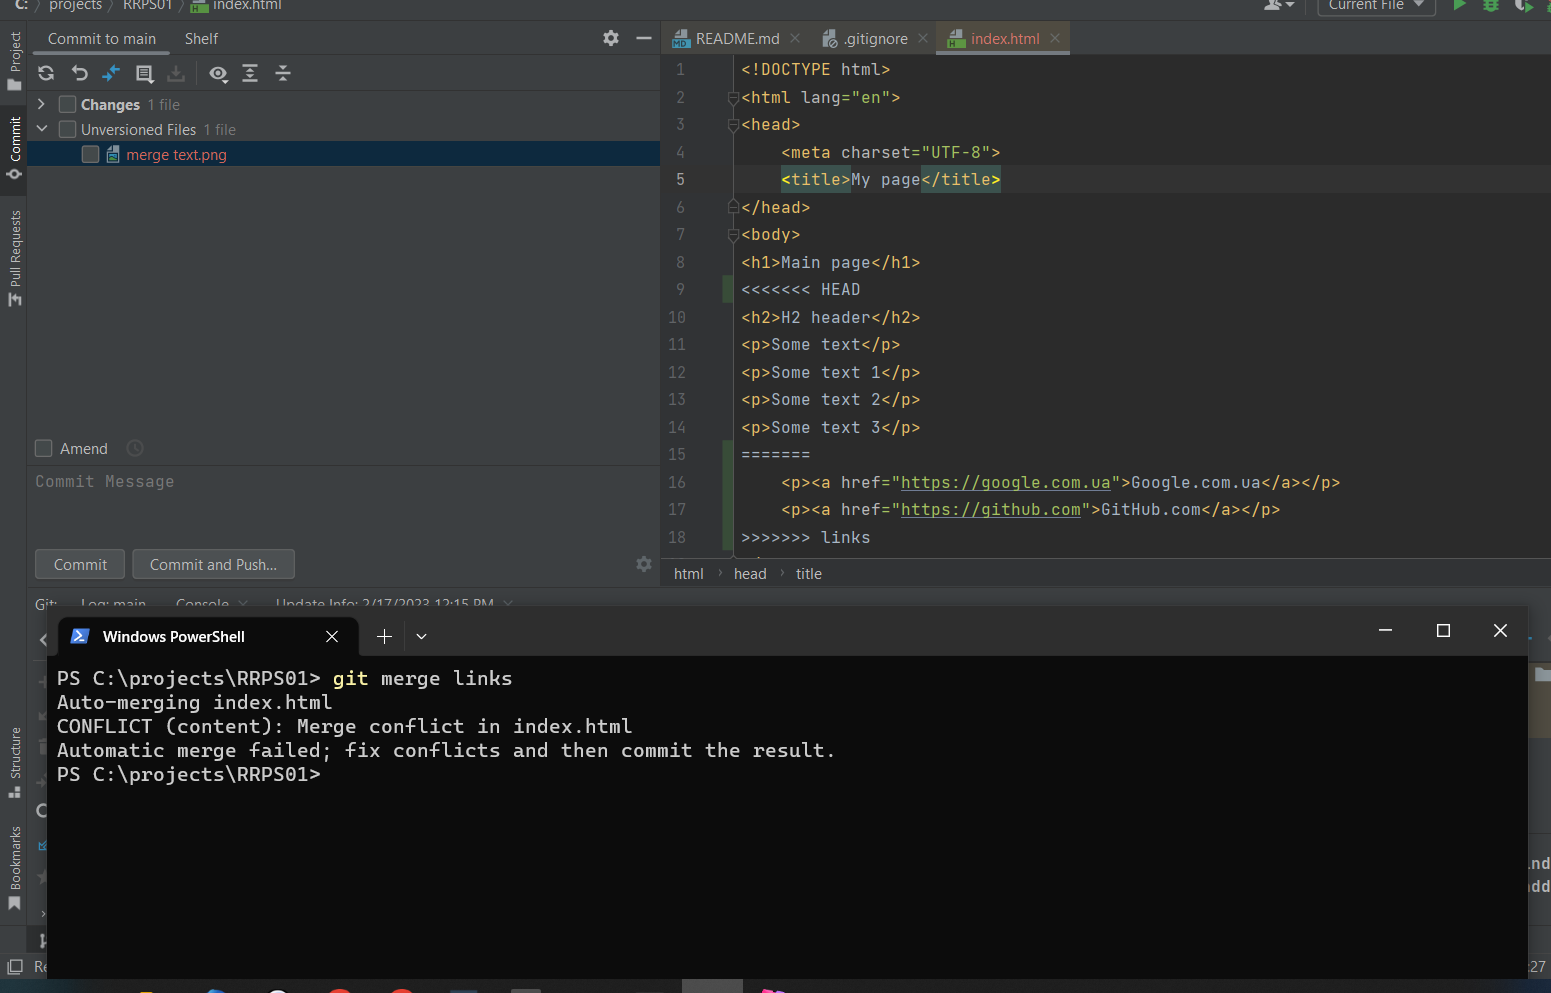 C: projects RRPS01 index.html
Current File
Project
Commit
Pull Requests
Structure
Bookmarks
Commit to main Shelf
Changes 1 file
Unversioned Files 1 file
merge text.png
Amend
Commit Message
Commit Commit and Push...
README.md .gitignore index.html
1 <!DOCTYPE html>
2 <html lang="en">
3 <head>
4 <meta charset="UTF-8">
5 <title>My page</title>
6 </head>
7 <body>
8 <h1>Main page</h1>
9 <<<<<<< HEAD
10 <h2>H2 header</h2>
11 <p>Some text</p>
12 <p>Some text 1</p>
13 <p>Some text 2</p>
14 <p>Some text 3</p>
15 =======
16 <p><a href="https://google.com.ua">Google.com.ua</a></p>
17 <p><a href="https://github.com">GitHub.com</a></p>
18 >>>>>>> links
html › head › title
Git: Log: main Console Update Info: 2/17/2023 12:15 PM
Windows PowerShell
PS C:\projects\RRPS01> git merge links
Auto-merging index.html
CONFLICT (content): Merge conflict in index.html
Automatic merge failed; fix conflicts and then commit the result.
PS C:\projects\RRPS01>